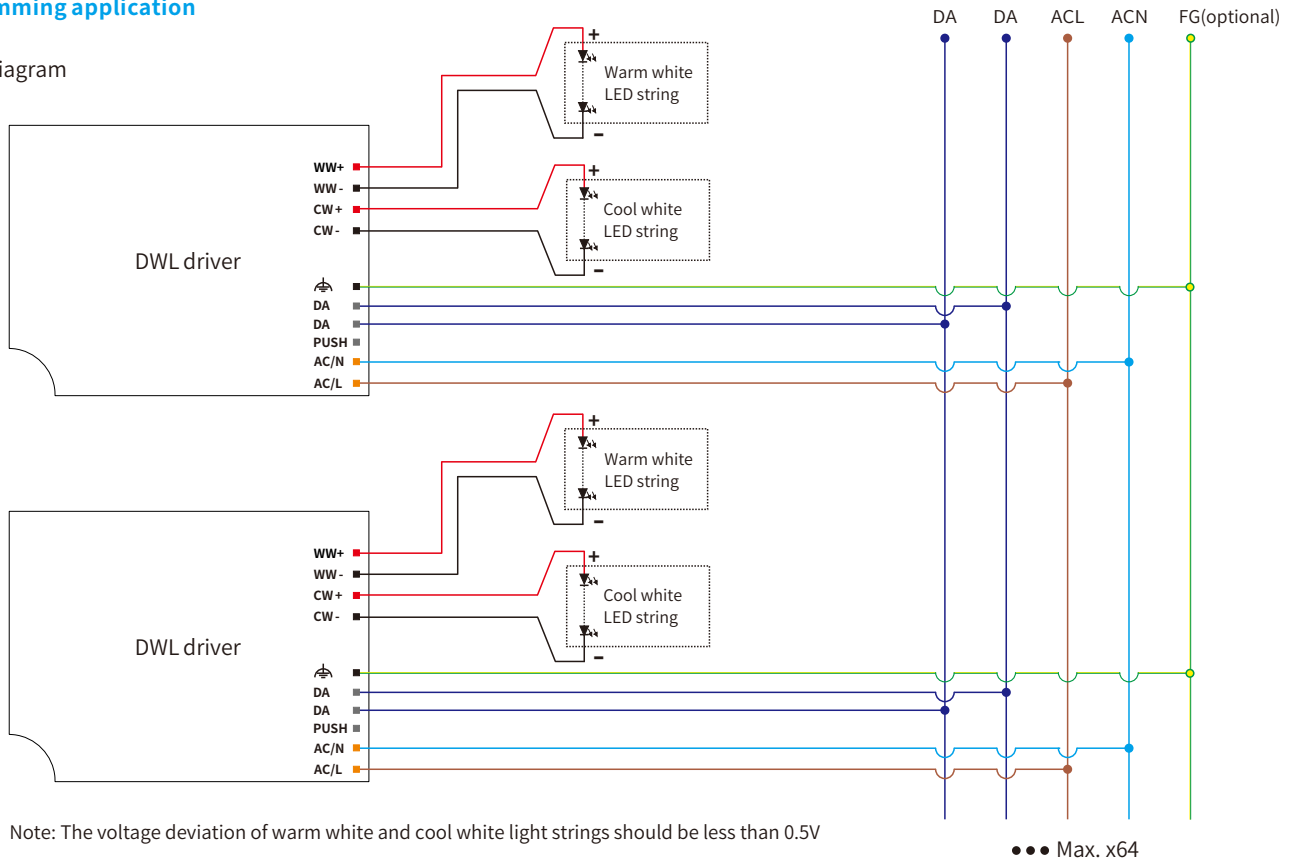 mming application
iagram
DA DA ACL ACN FG(optional)
+
Warm white
LED string
-
WW+
WW -
CW +
CW -
+
Cool white
LED string
-
DWL driver
DA
DA
PUSH
AC/N
AC/L
+
Warm white
LED string
-
WW+
WW -
CW +
CW -
+
Cool white
LED string
-
DWL driver
DA
DA
PUSH
AC/N
AC/L
Note: The voltage deviation of warm white and cool white light strings should be less than 0.5V
••• Max. x64